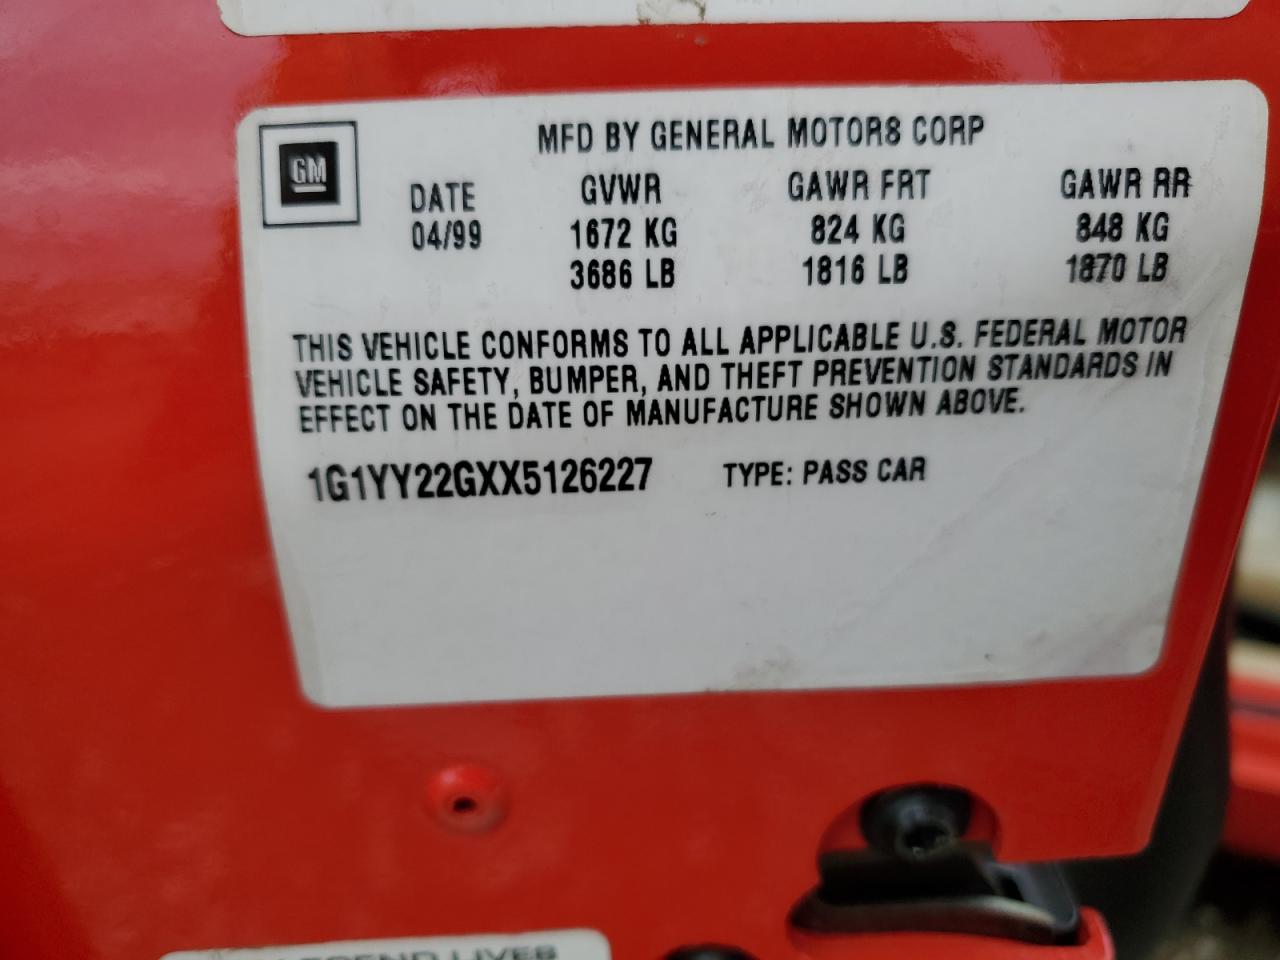 GM
MFD BY GENERAL MOTORS CORP
DATE GVWR GAWR FRT GAWR RR
04/99 1672 KG 824 KG 848 KG
3686 LB 1816 LB 1870 LB
THIS VEHICLE CONFORMS TO ALL APPLICABLE U.S. FEDERAL MOTOR
VEHICLE SAFETY, BUMPER, AND THEFT PREVENTION STANDARDS IN
EFFECT ON THE DATE OF MANUFACTURE SHOWN ABOVE.
1G1YY22GXX5126227 TYPE: PASS CAR
LEGEND LIVES